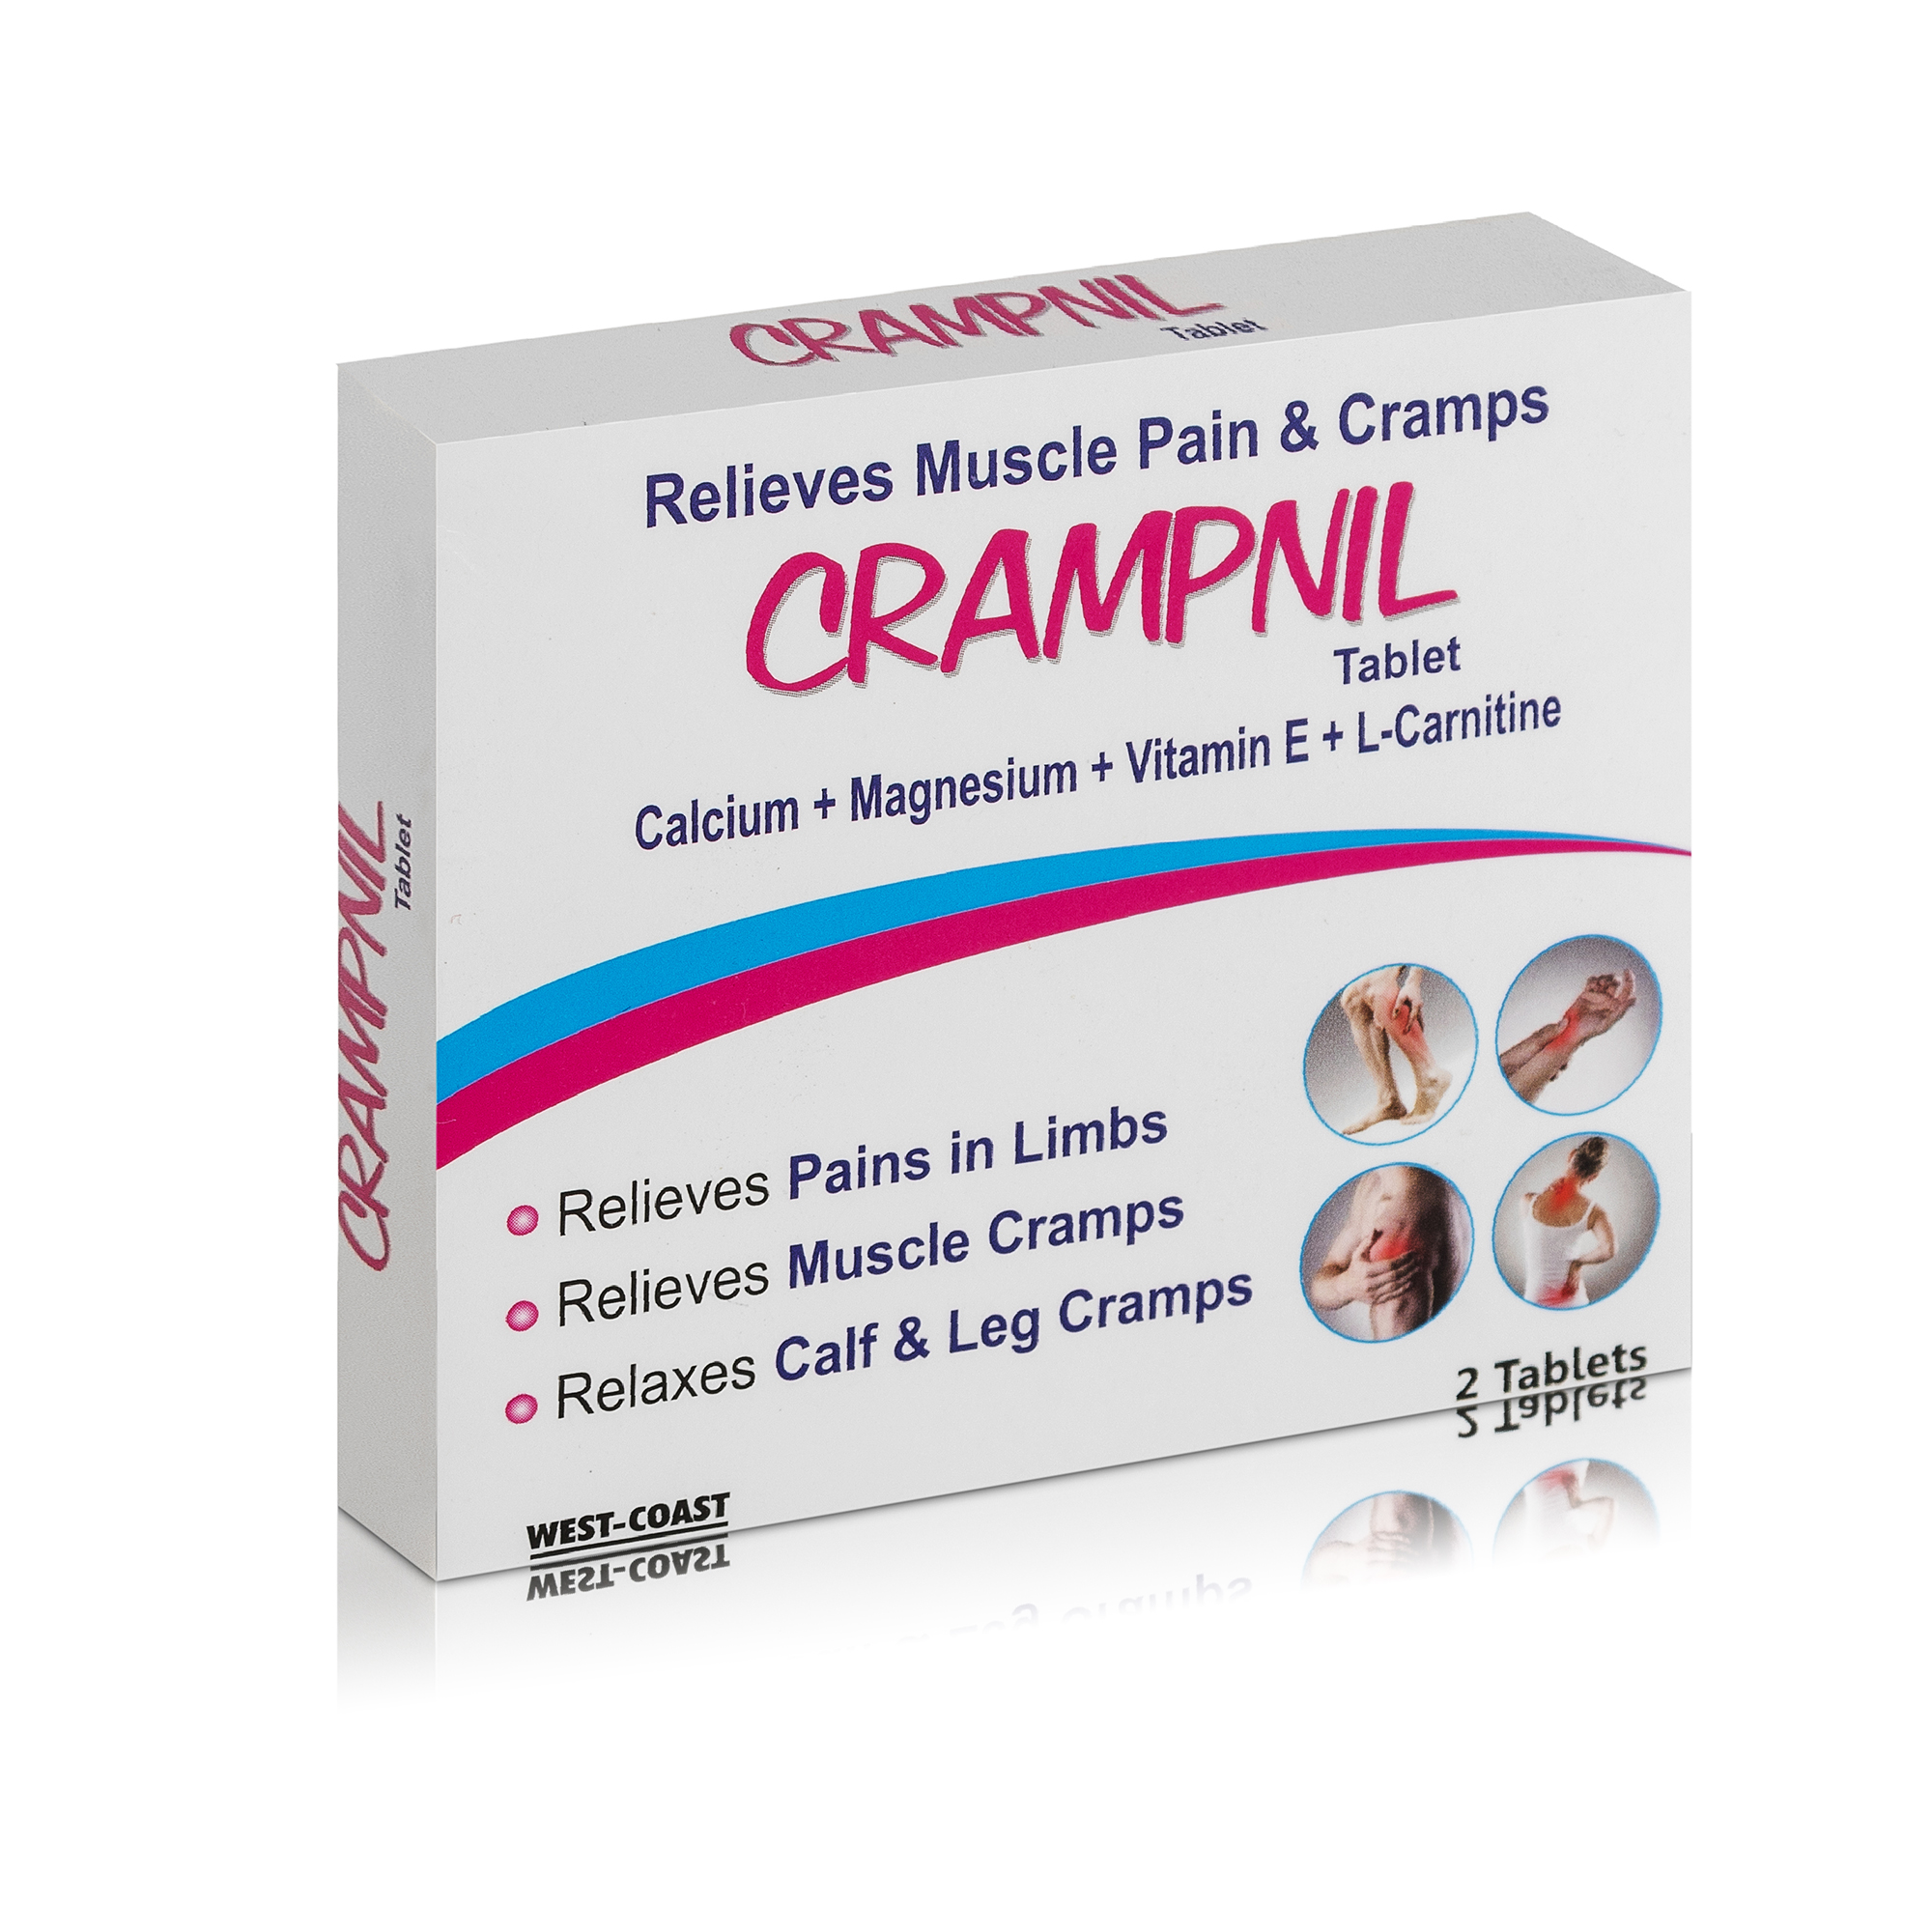 CRAMPNIL
Tablet
CRAMPNIL
Tablet
Relieves Muscle Pain & Cramps
CRAMPNIL
Tablet
Calcium + Magnesium + Vitamin E + L-Carnitine
Relieves Pains in Limbs
Relieves Muscle Cramps
Relaxes Calf & Leg Cramps
2 Tablets
WEST-COAST